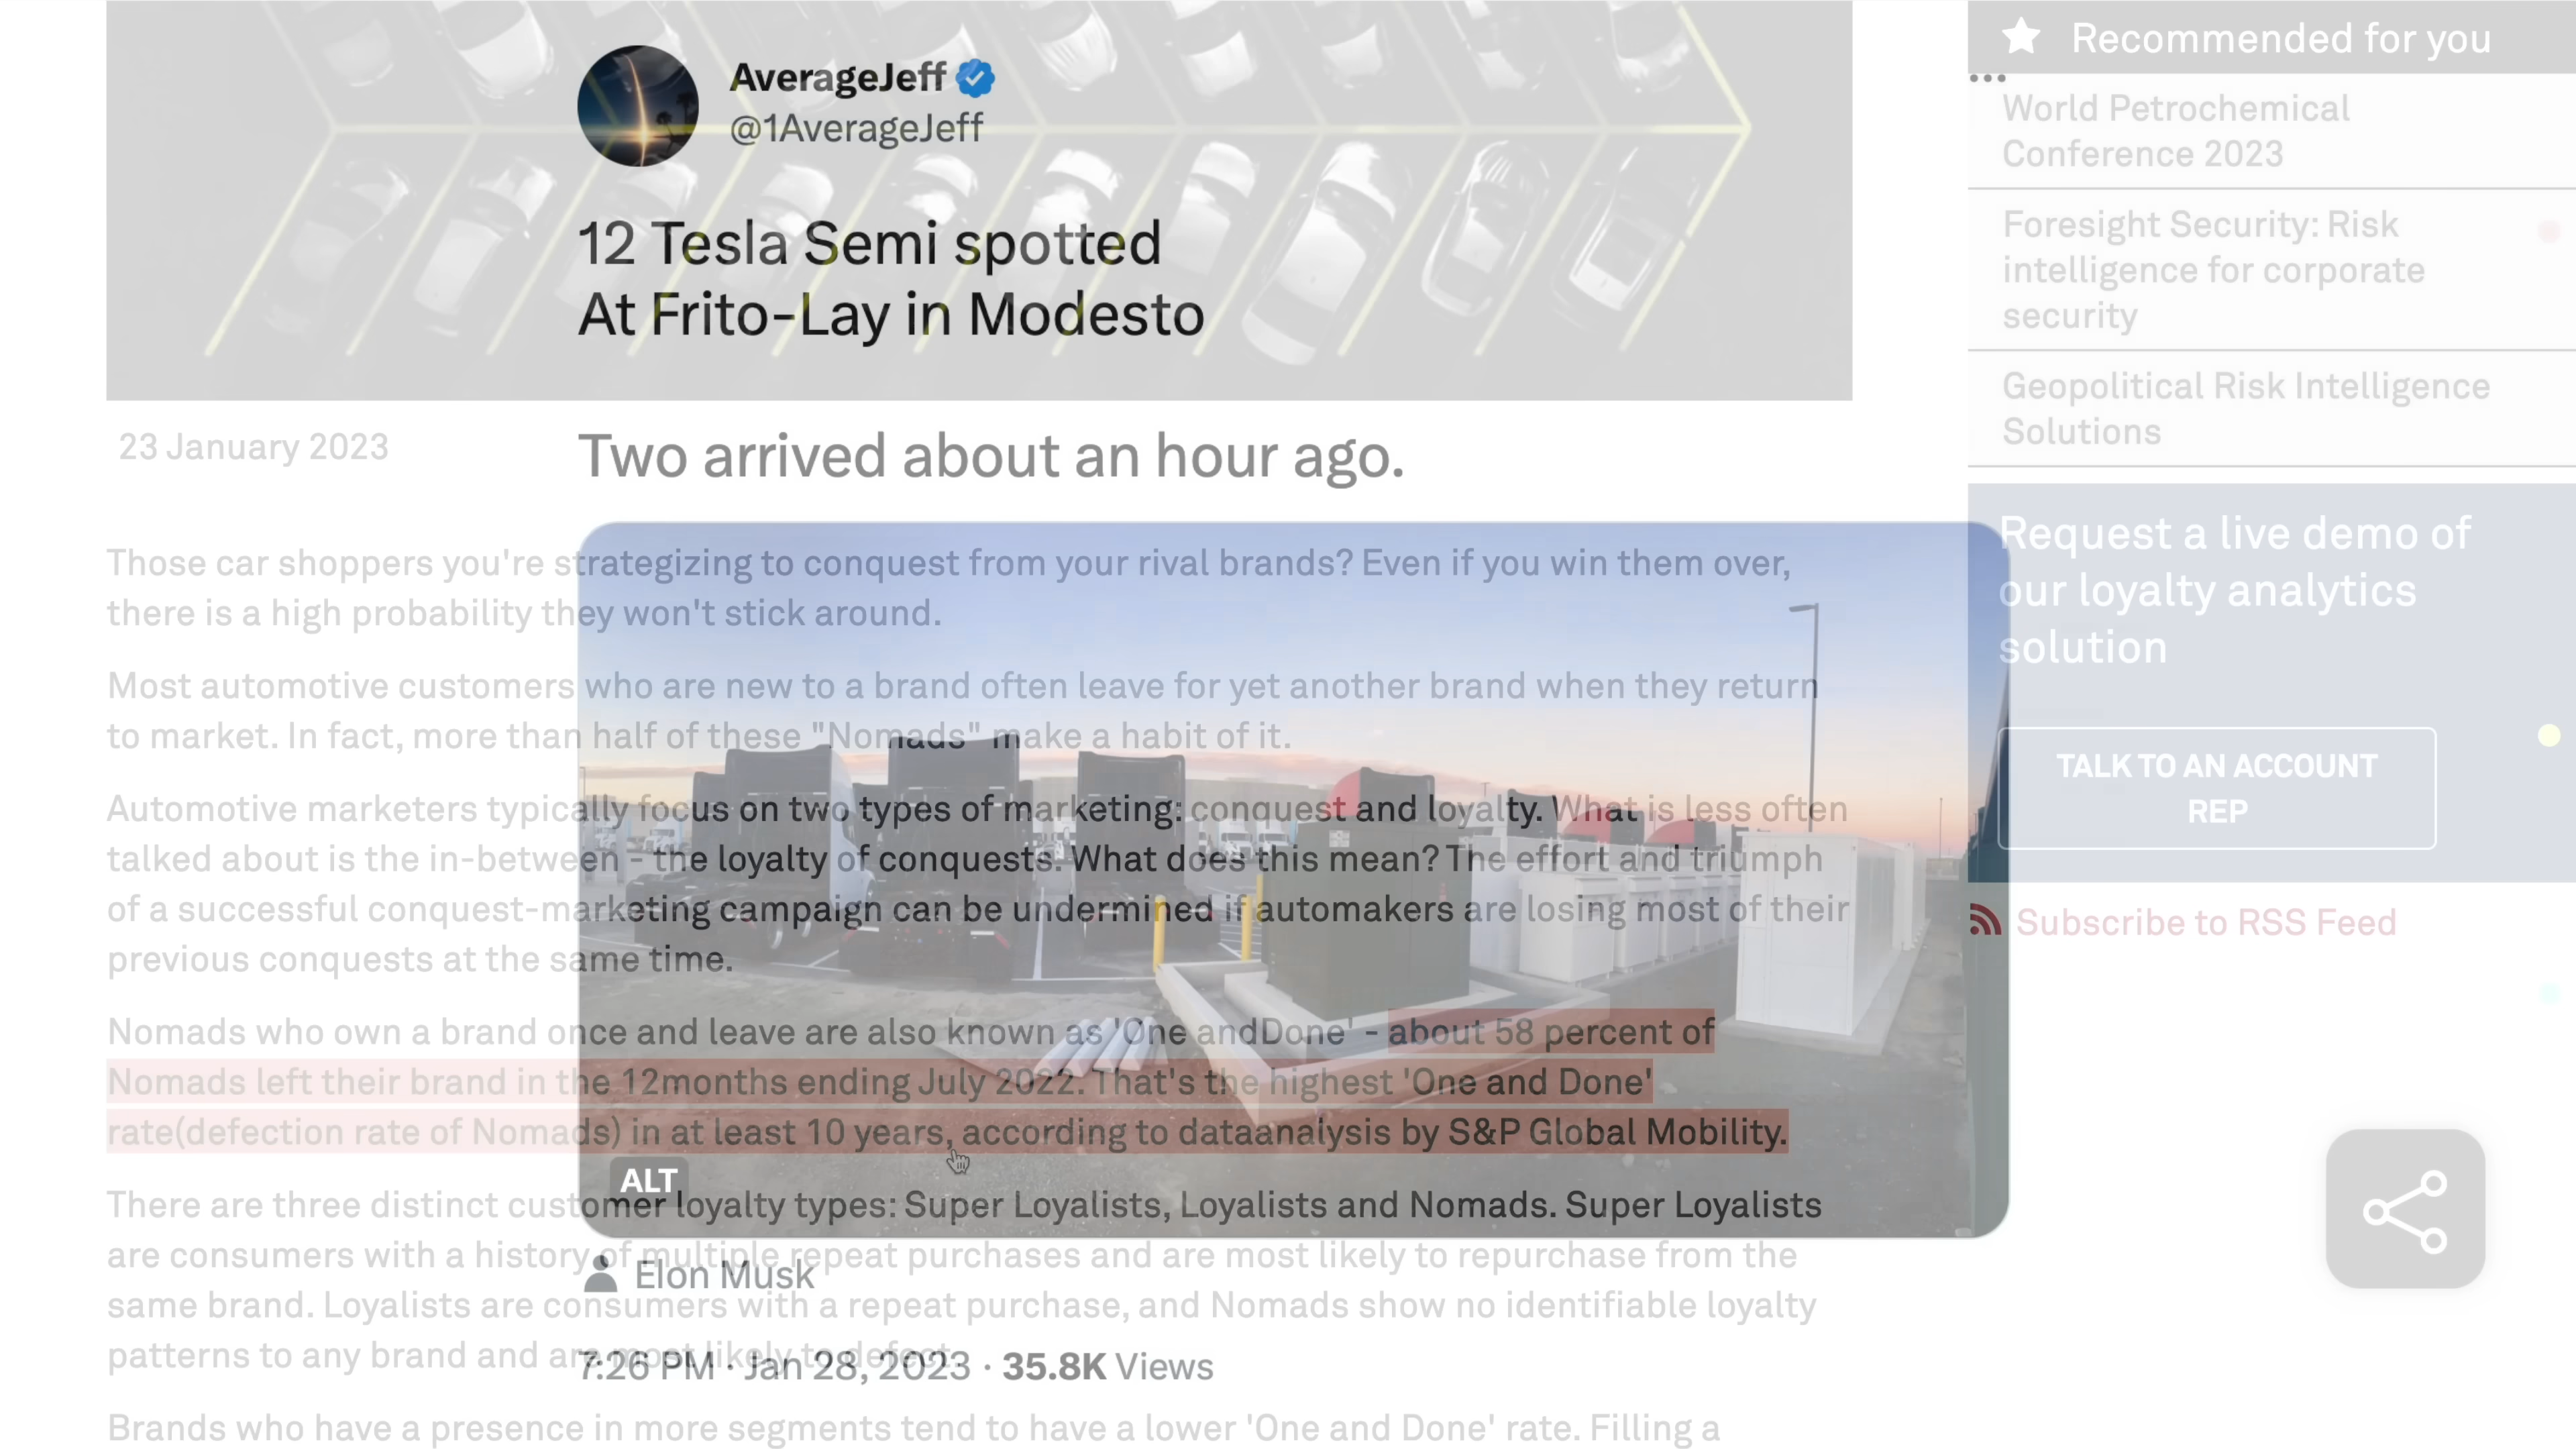 AverageJeff
@1AverageJeff
12 Tesla Semi spotted
At Frito-Lay in Modesto
Two arrived about an hour ago.
ALT
Elon Musk
7:26 PM · Jan 28, 2023 · 35.8K Views
23 January 2023
Those car shoppers you're strategizing to conquest from your rival brands? Even if you win them over,
there is a high probability they won't stick around.
Most automotive customers who are new to a brand often leave for yet another brand when they return
to market. In fact, more than half of these "Nomads" make a habit of it.
Automotive marketers typically focus on two types of marketing: conquest and loyalty. What is less often
talked about is the in-between - the loyalty of conquests. What does this mean? The effort and triumph
of a successful conquest-marketing campaign can be undermined if automakers are losing most of their
previous conquests at the same time.
Nomads who own a brand once and leave are also known as 'One andDone' - about 58 percent of
Nomads left their brand in the 12months ending July 2022. That's the highest 'One and Done'
rate(defection rate of Nomads) in at least 10 years, according to dataanalysis by S&P Global Mobility.
There are three distinct customer loyalty types: Super Loyalists, Loyalists and Nomads. Super Loyalists
are consumers with a history of multiple repeat purchases and are most likely to repurchase from the
same brand. Loyalists are consumers with a repeat purchase, and Nomads show no identifiable loyalty
patterns to any brand and are most likely to defect.
Brands who have a presence in more segments tend to have a lower 'One and Done' rate. Filling a
Recommended for you
World Petrochemical
Conference 2023
Foresight Security: Risk
intelligence for corporate
security
Geopolitical Risk Intelligence
Solutions
Request a live demo of
our loyalty analytics
solution
TALK TO AN ACCOUNT
REP
Subscribe to RSS Feed